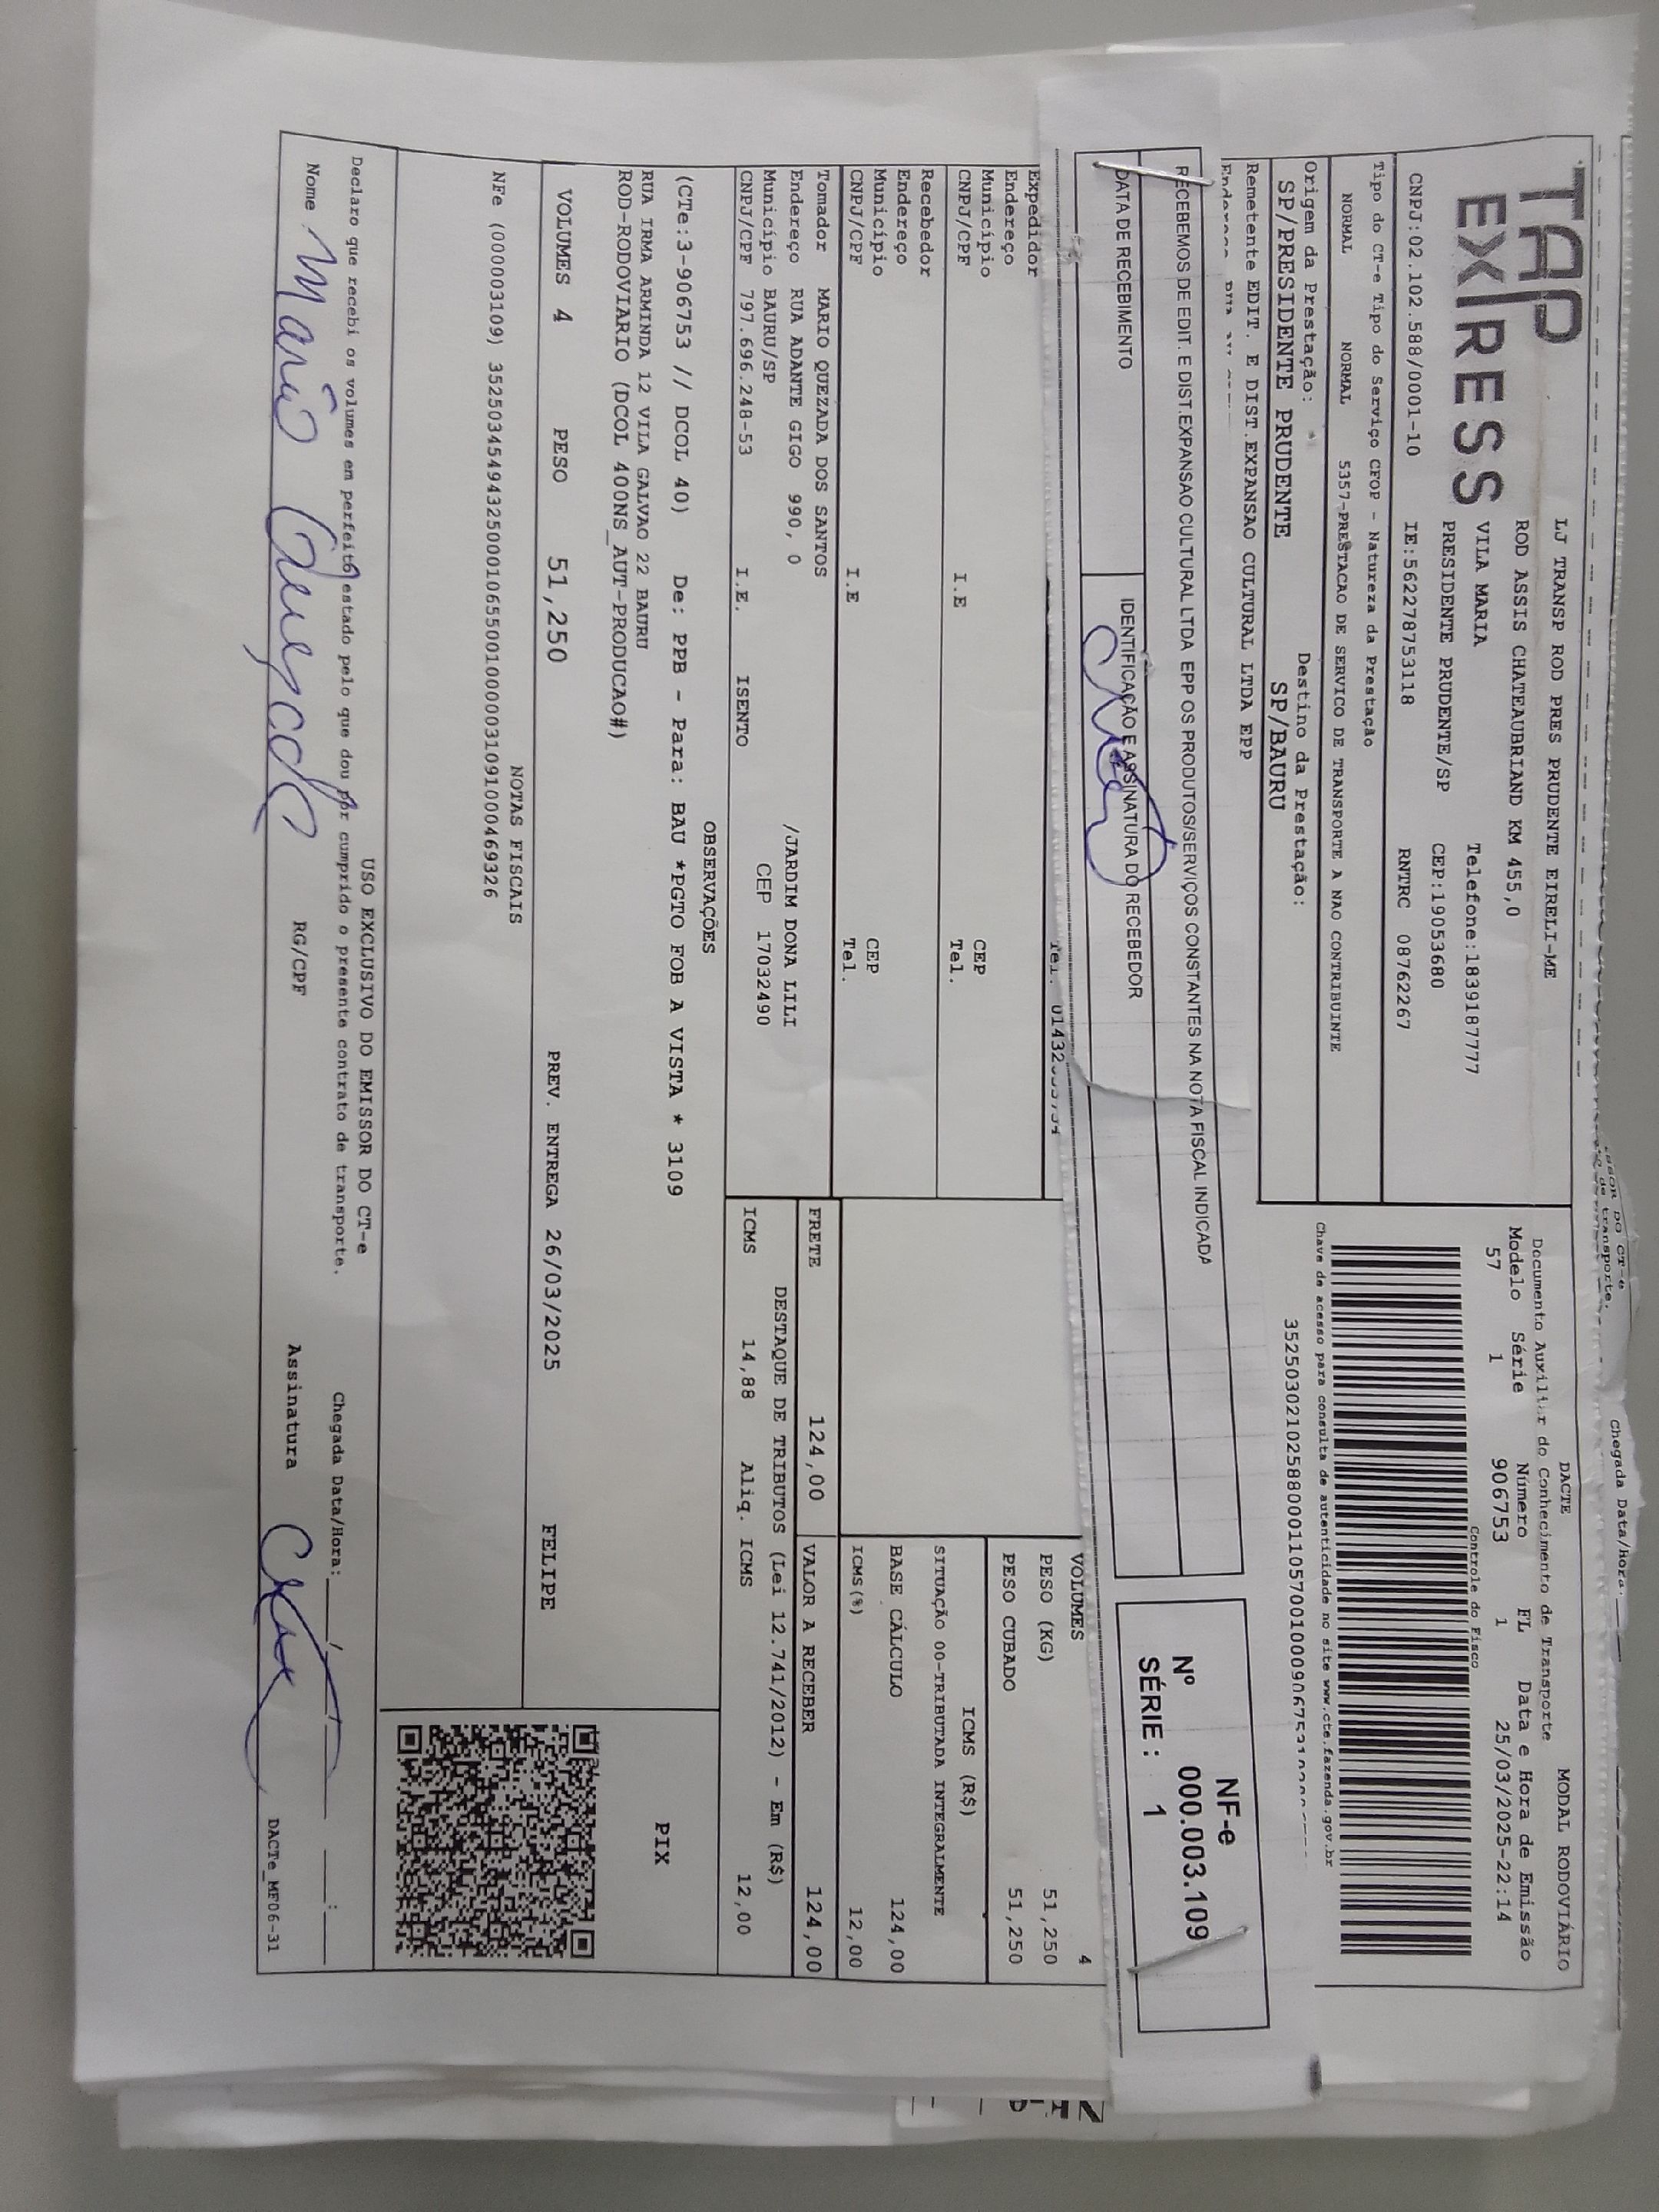 TAP
EXPRESS
LJ TRANSP ROD PRES PRUDENTE EIRELI-ME
ROD ASSIS CHATEAUBRIAND KM 455,0
VILA MARIA Telefone:1839187777
PRESIDENTE PRUDENTE/SP CEP:19053680
CNPJ:02.102.588/0001-10 IE:562278753118 RNTRC 08762267
Tipo do CT-e Tipo do Serviço CFOP - Natureza da Prestação
NORMAL NORMAL 5357-PRESTACAO DE SERVICO DE TRANSPORTE A NAO CONTRIBUINTE
Origem da Prestação: Destino da Prestação:
SP/PRESIDENTE PRUDENTE SP/BAURU
Remetente EDIT. E DIST.EXPANSAO CULTURAL LTDA EPP
Chegada Data/Hora:
DACTE MODAL RODOVIÁRIO
Documento Auxiliar do Conhecimento de Transporte
Modelo Série Número FL Data e Hora de Emissão
57 1 906753 1 25/03/2025-22:14
Controle do Fisco
Chave de acesso para consulta de autenticidade no site www.cte.fazenda.gov.br
RECEBEMOS DE EDIT. E DIST.EXPANSAO CULTURAL LTDA EPP OS PRODUTOS/SERVIÇOS CONSTANTES NA NOTA FISCAL INDICADA
DATA DE RECEBIMENTO IDENTIFICAÇÃO E ASSINATURA DO RECEBEDOR
NF-e
Nº 000.003.109
SÉRIE: 1
Expedidor
Endereço
Município CEP
CNPJ/CPF I.E Tel.
Recebedor
Endereço
Município CEP
CNPJ/CPF I.E Tel.
VOLUMES 4
PESO (KG) 51,250
PESO CUBADO 51,250
ICMS (R$)
SITUAÇÃO 00-TRIBUTADA INTEGRALMENTE
BASE CÁLCULO 124,00
ICMS(%) 12,00
Tomador MARIO QUEZADA DOS SANTOS
Endereço RUA ADANTE GIGO 990, 0 /JARDIM DONA LILI
Município BAURU/SP CEP 17032490
CNPJ/CPF 797.696.248-53 I.E. ISENTO
FRETE 124,00 VALOR A RECEBER 124,00
DESTAQUE DE TRIBUTOS (Lei 12.741/2012) - Em (R$)
ICMS 14,88 Aliq. ICMS 12,00
OBSERVAÇÕES
(CTe:3-906753 // DCOL 40) De: PPB - Para: BAU *PGTO FOB A VISTA * 3109
RUA IRMA ARMINDA 12 VILA GALVAO 22 BAURU
ROD-RODOVIARIO (DCOL 400NS_AUT-PRODUCAO#)
PIX
VOLUMES 4 PESO 51,250 PREV. ENTREGA 26/03/2025 FELIPE
NOTAS FISCAIS
NFe (000003109) 35250345494325000106550010000031091000469326
USO EXCLUSIVO DO EMISSOR DO CT-e
Declaro que recebi os volumes em perfeito estado pelo que dou por cumprido o presente contrato de transporte. Chegada Data/Hora:
Nome Mario Quezada RG/CPF Assinatura
DACTe_MF06-31